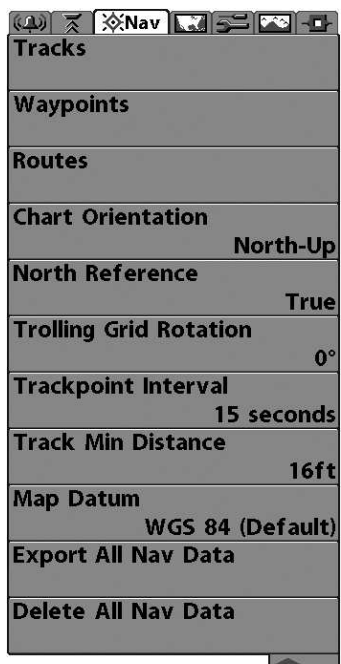 Nav
Tracks
Waypoints
Routes
Chart Orientation
North-Up
North Reference
True
Trolling Grid Rotation
0°
Trackpoint Interval
15 seconds
Track Min Distance
16ft
Map Datum
WGS 84 (Default)
Export All Nav Data
Delete All Nav Data